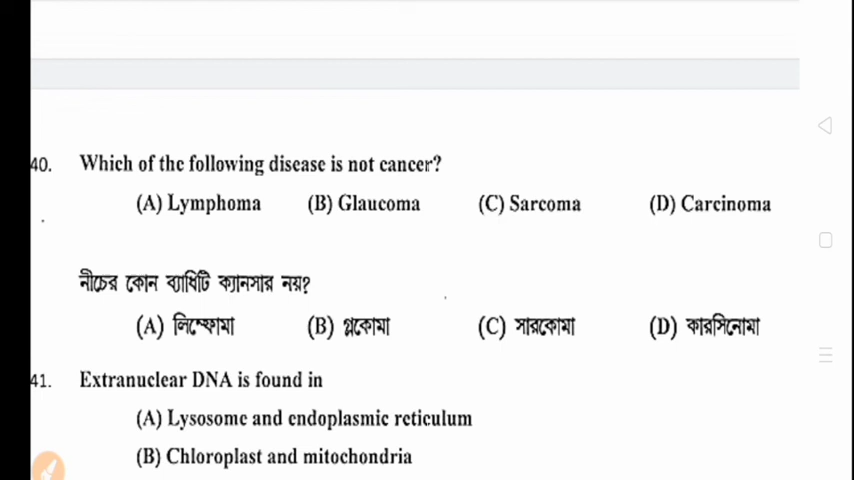 40. Which of the following disease is not cancer?
(A) Lymphoma (B) Glaucoma (C) Sarcoma (D) Carcinoma
নীচের কোন ব্যাধিটি ক্যানসার নয়?
(A) লিম্ফোমা (B) গ্লকোমা (C) সারকোমা (D) কারসিনোমা
41. Extranuclear DNA is found in
(A) Lysosome and endoplasmic reticulum
(B) Chloroplast and mitochondria